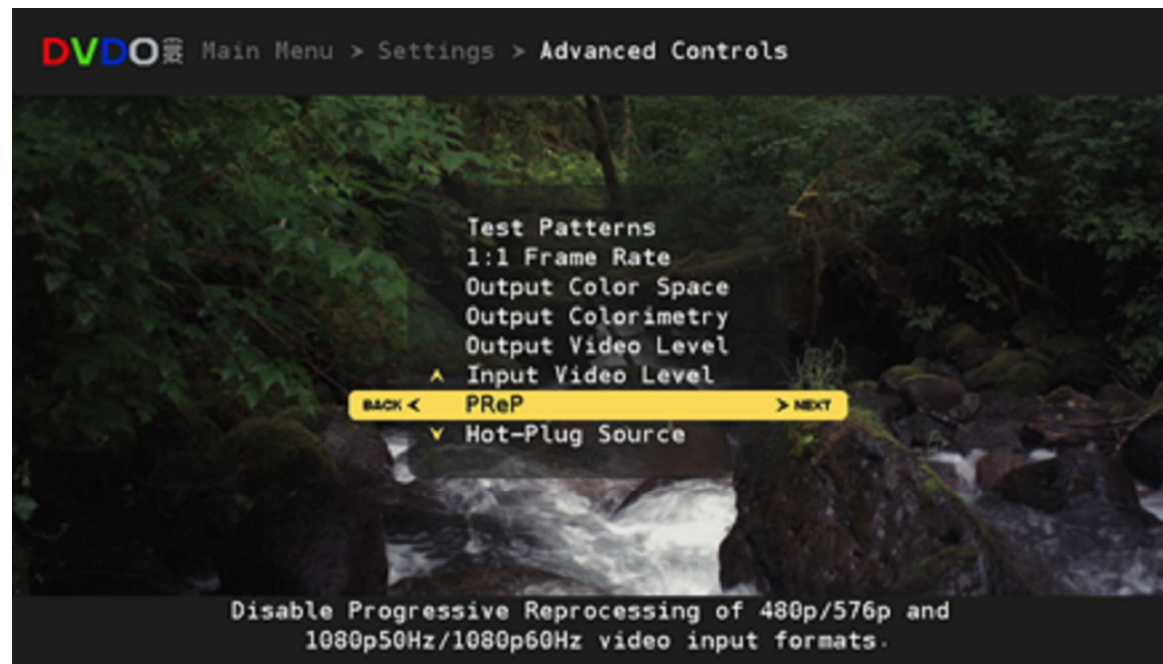 DVDO Main Menu > Settings > Advanced Controls
Test Patterns
1:1 Frame Rate
Output Color Space
Output Colorimetry
Output Video Level
Input Video Level
BACK < PReP > NEXT
Hot-Plug Source
Disable Progressive Reprocessing of 480p/576p and
1080p50Hz/1080p60Hz video input formats.